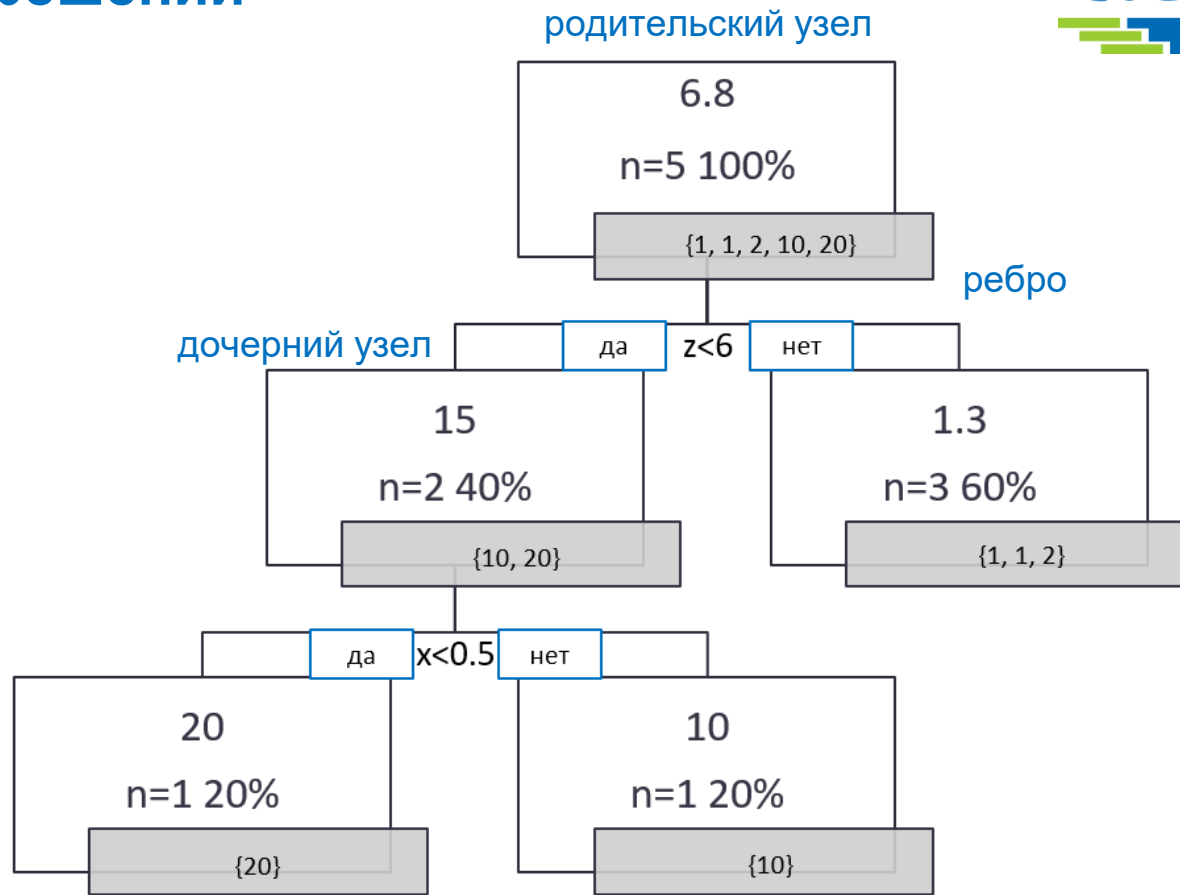 решений
родительский узел
6.8
n=5 100%
{1, 1, 2, 10, 20}
ребро
дочерний узел
да z<6 нет
15
n=2 40%
{10, 20}
1.3
n=3 60%
{1, 1, 2}
да x<0.5 нет
20
n=1 20%
{20}
10
n=1 20%
{10}